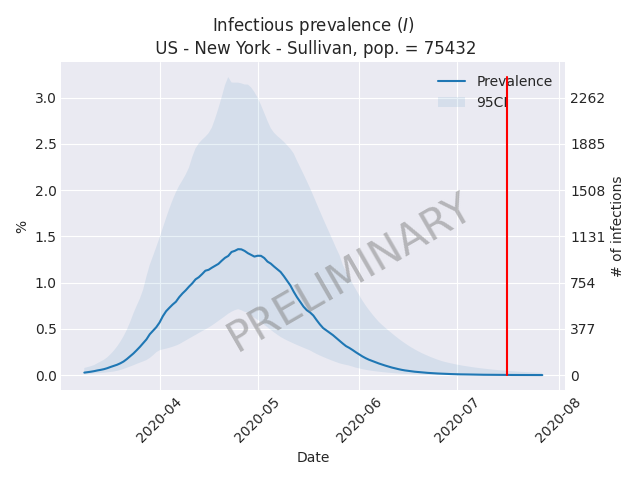 Infectious prevalence (I)
US - New York - Sullivan, pop. = 75432
Prevalence
95CI
3.0
2.5
2.0
1.5
1.0
0.5
0.0
%
2262
1885
1508
1131
754
377
0
# of infections
PRELIMINARY
2020-04
2020-05
2020-06
2020-07
2020-08
Date